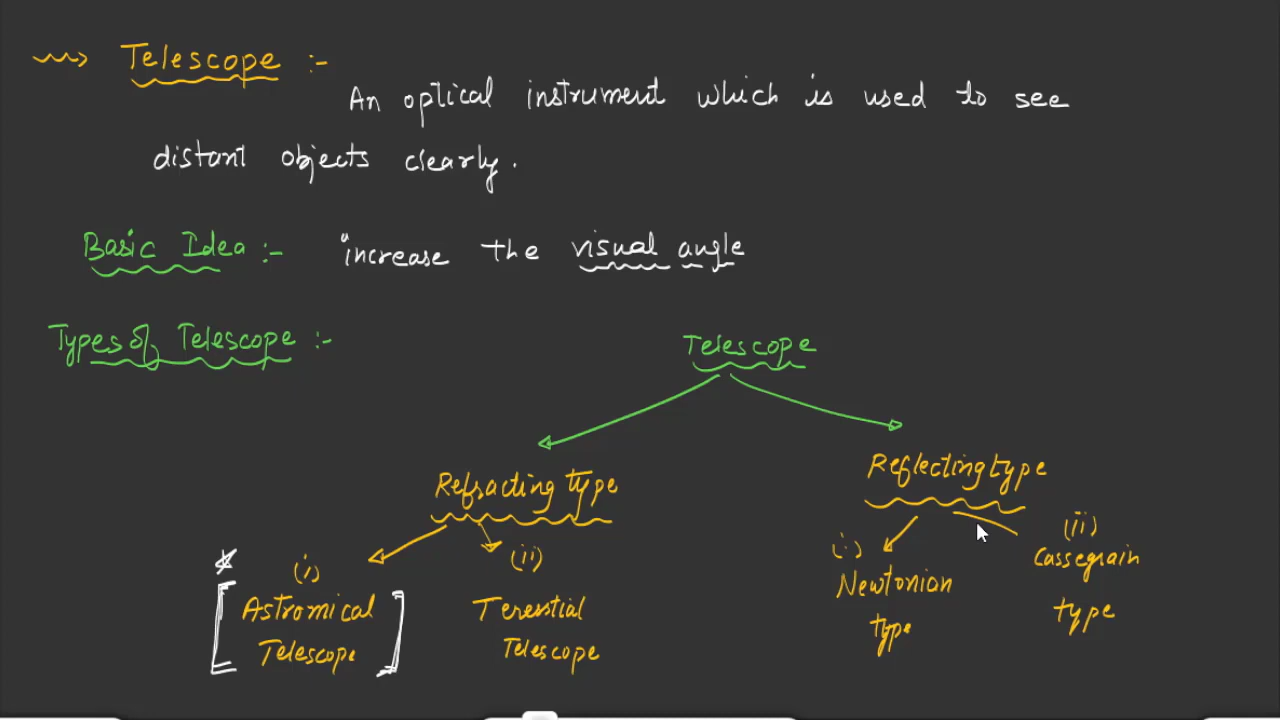 Telescope :-
An optical instrument which is used to see
distant objects clearly.
Basic Idea :- increase the visual angle
Types of Telescope :-
Telescope
Refracting type
Reflecting type
(i)
Astromical
Telescope
(ii)
Terestial
Telescope
(i)
Newtonian
type
(ii)
Cassegrain
type